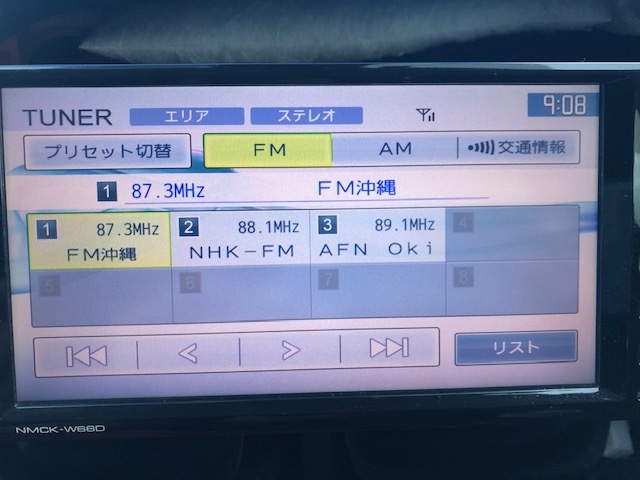 TUNER エリア ステレオ 9:08
プリセット切替 FM AM 交通情報
1 87.3MHz FM沖縄
1 87.3MHz 2 88.1MHz 3 89.1MHz 4
FM沖縄 NHK-FM AFN Oki
5 6 7 8
リスト
NMCK-W66D